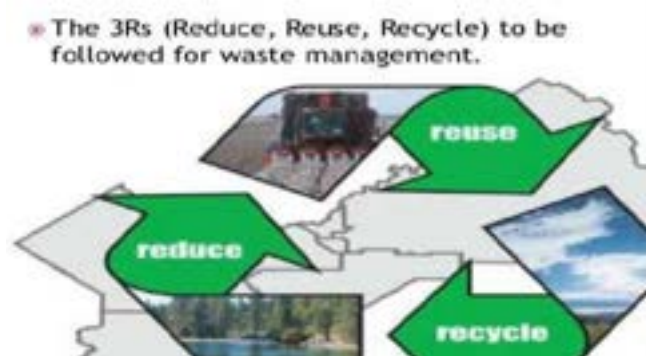 The 3Rs (Reduce, Reuse, Recycle) to be
followed for waste management.
reuse
reduce
recycle